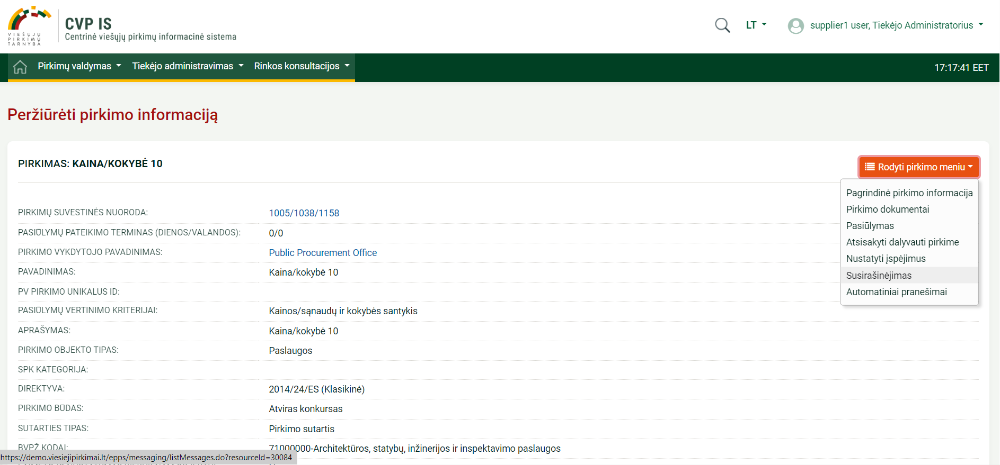 VIEŠŲJŲ
PIRKIMŲ
TARNYBA
CVP IS
Centrinė viešųjų pirkimų informacinė sistema
LT
supplier1 user, Tiekėjo Administratorius
Pirkimų valdymas
Tiekėjo administravimas
Rinkos konsultacijos
17:17:41 EET
Peržiūrėti pirkimo informaciją
PIRKIMAS: KAINA/KOKYBĖ 10
Rodyti pirkimo meniu
Pagrindinė pirkimo informacija
Pirkimo dokumentai
Pasiūlymas
Atsisakyti dalyvauti pirkime
Nustatyti įspėjimus
Susirašinėjimas
Automatiniai pranešimai
PIRKIMŲ SUVESTINĖS NUORODA: 1005/1038/1158
PASIŪLYMŲ PATEIKIMO TERMINAS (DIENOS/VALANDOS): 0/0
PIRKIMO VYKDYTOJO PAVADINIMAS: Public Procurement Office
PAVADINIMAS: Kaina/kokybė 10
PV PIRKIMO UNIKALUS ID:
PASIŪLYMŲ VERTINIMO KRITERIJAI: Kainos/sąnaudų ir kokybės santykis
APRAŠYMAS: Kaina/kokybė 10
PIRKIMO OBJEKTO TIPAS: Paslaugos
SPK KATEGORIJA:
DIREKTYVA: 2014/24/ES (Klasikinė)
PIRKIMO BŪDAS: Atviras konkursas
SUTARTIES TIPAS: Pirkimo sutartis
BVPŽ KODAI: 71000000-Architektūros, statybų, inžinerijos ir inspektavimo paslaugos
https://demo.viesiejipirkimai.lt/epps/messaging/listMessages.do?resourceId=30084